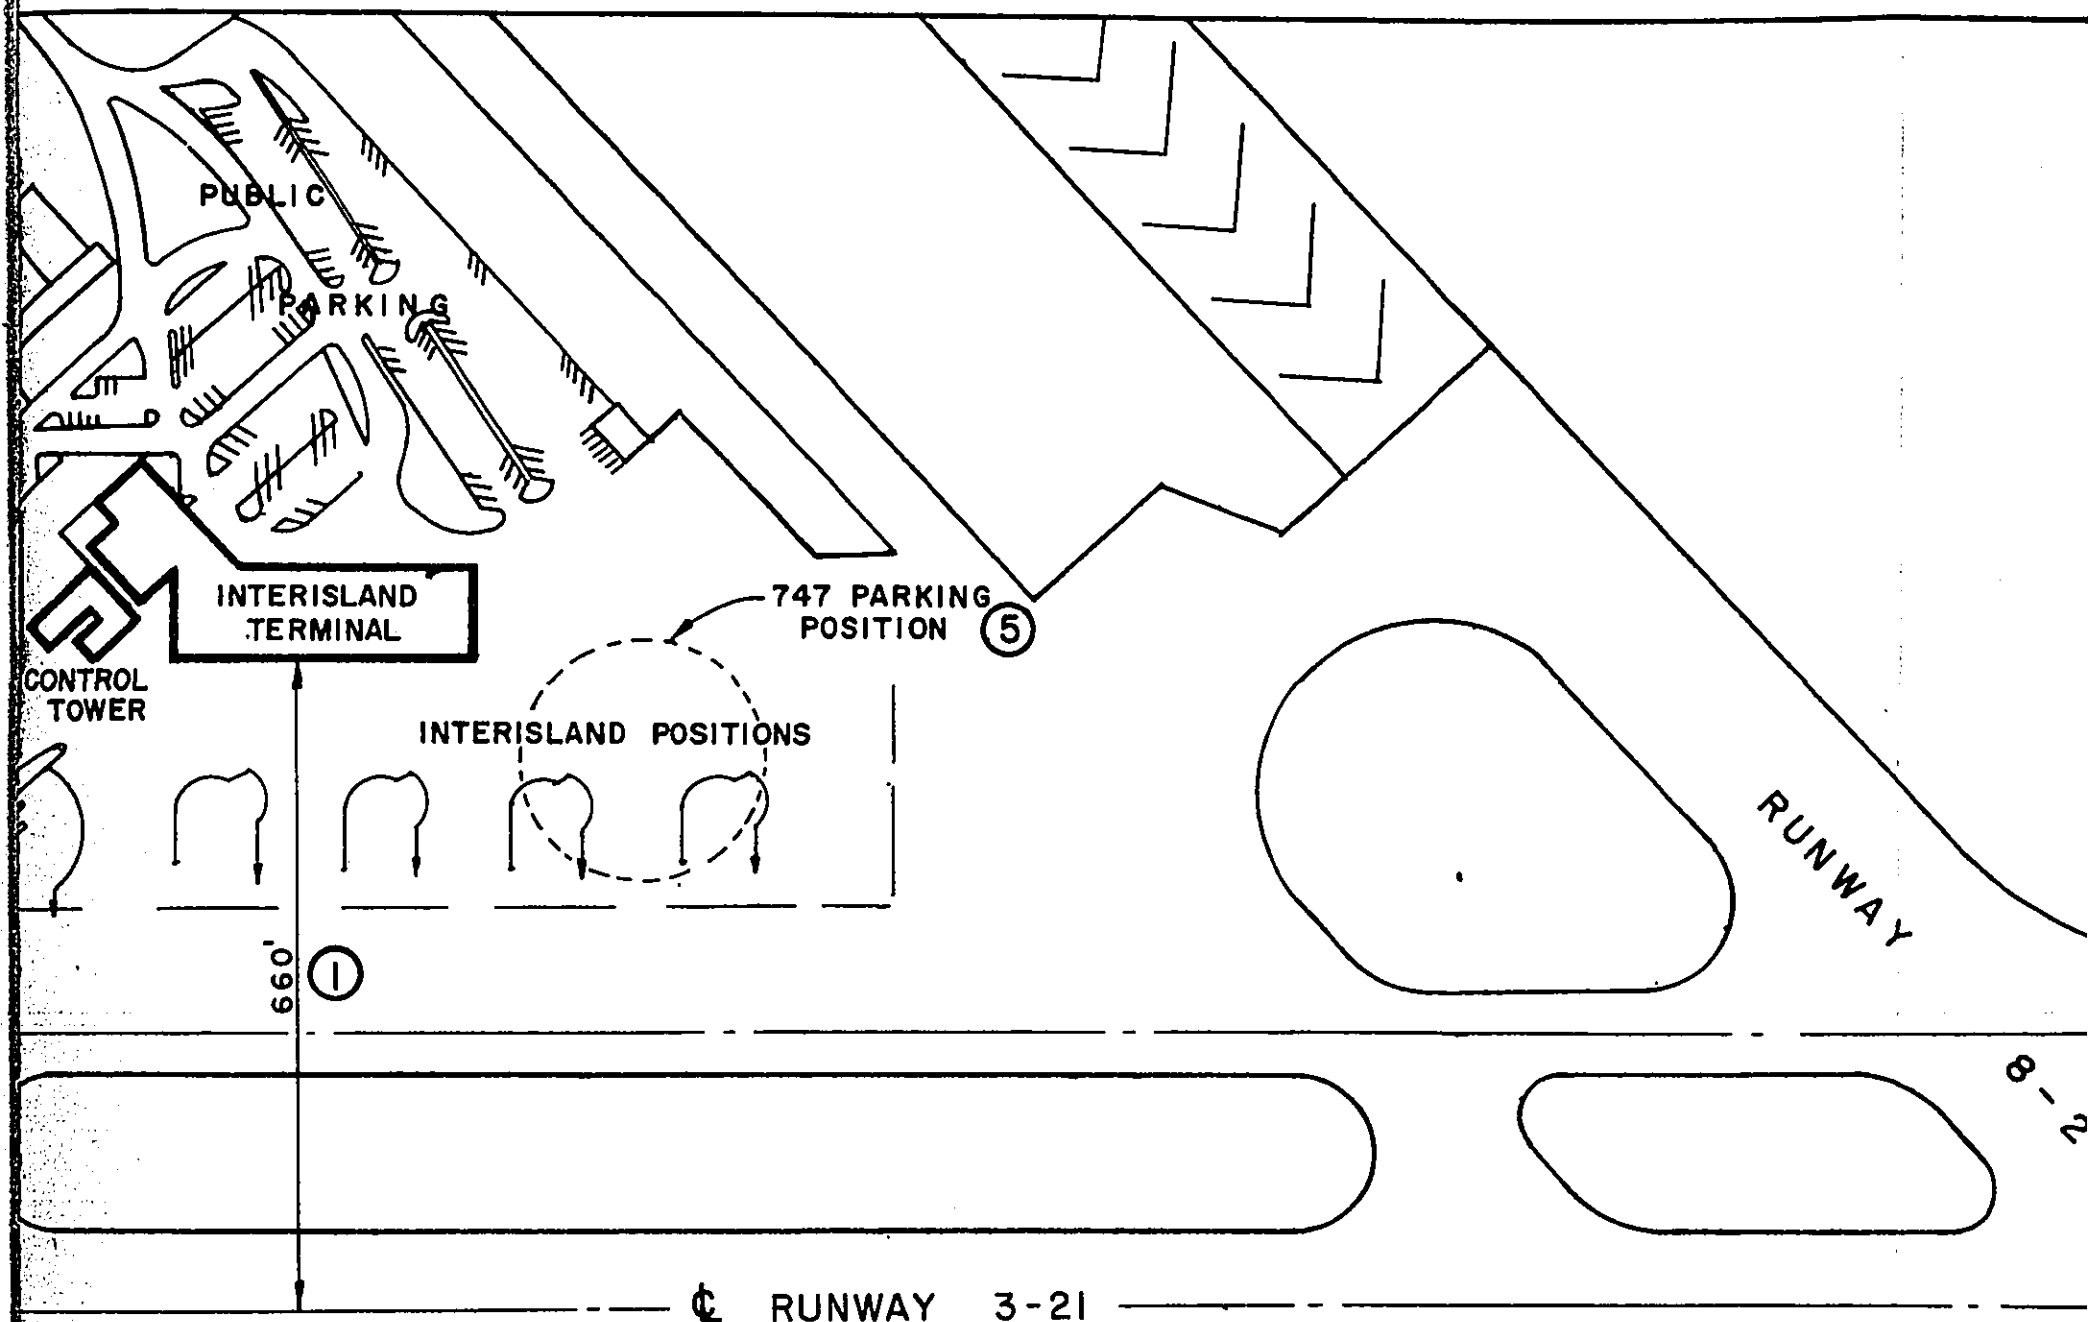 PUBLIC
PARKING
INTERISLAND
TERMINAL
747 PARKING
POSITION
5
CONTROL
TOWER
INTERISLAND POSITIONS
660'
1
RUNWAY
8-2
℄ RUNWAY 3-21